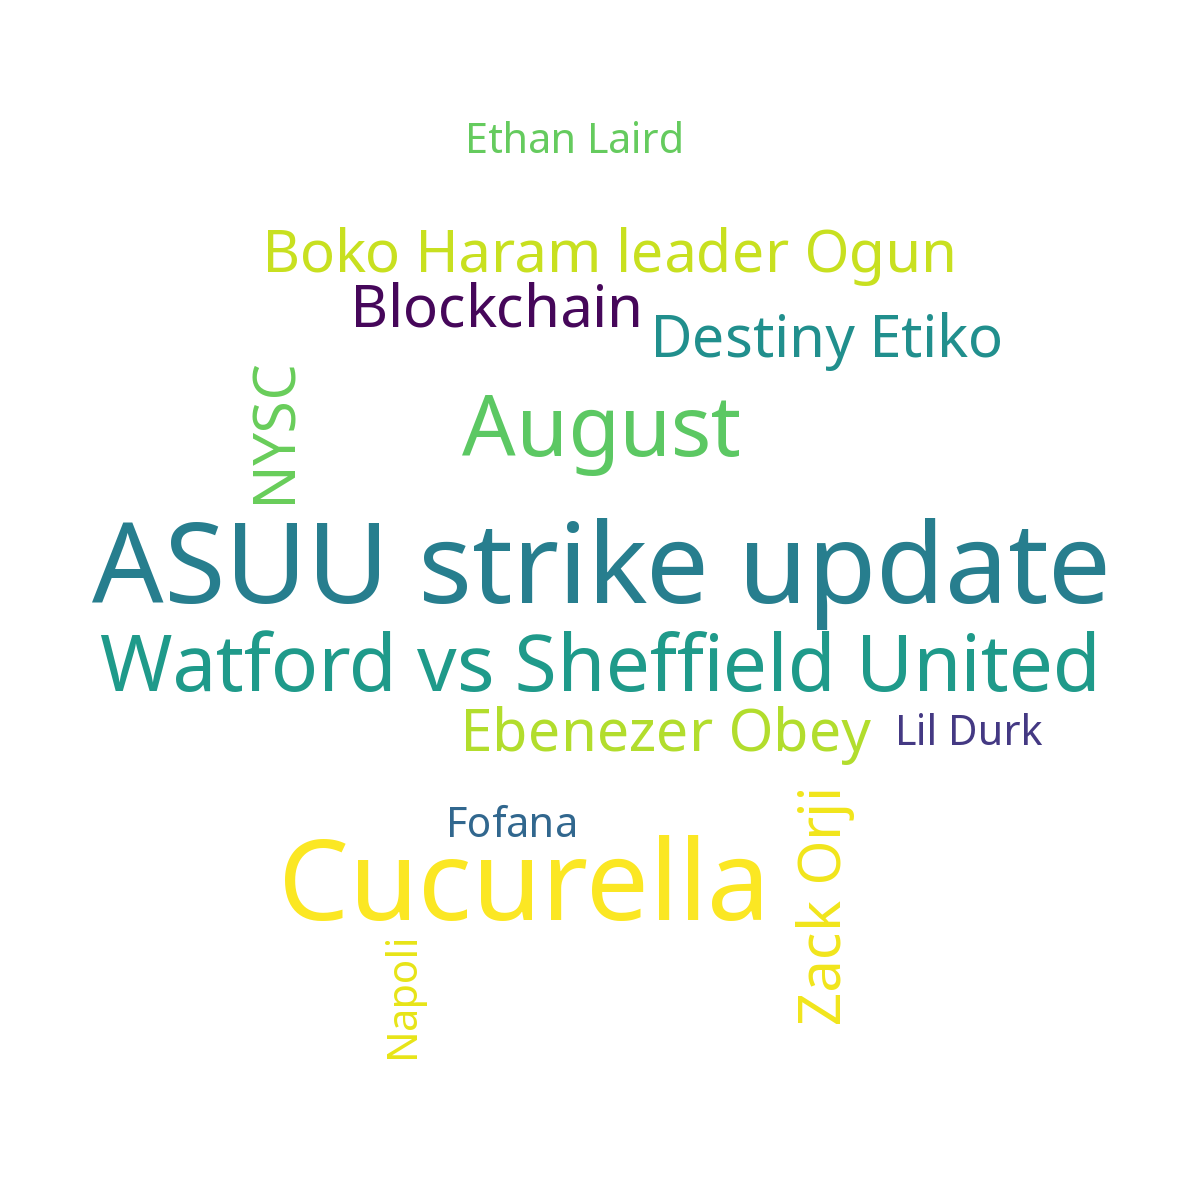 Ethan Laird
Boko Haram leader Ogun
Blockchain
Destiny Etiko
NYSC
August
ASUU strike update
Watford vs Sheffield United
Ebenezer Obey
Lil Durk
Fofana
Cucurella
Zack Orji
Napoli